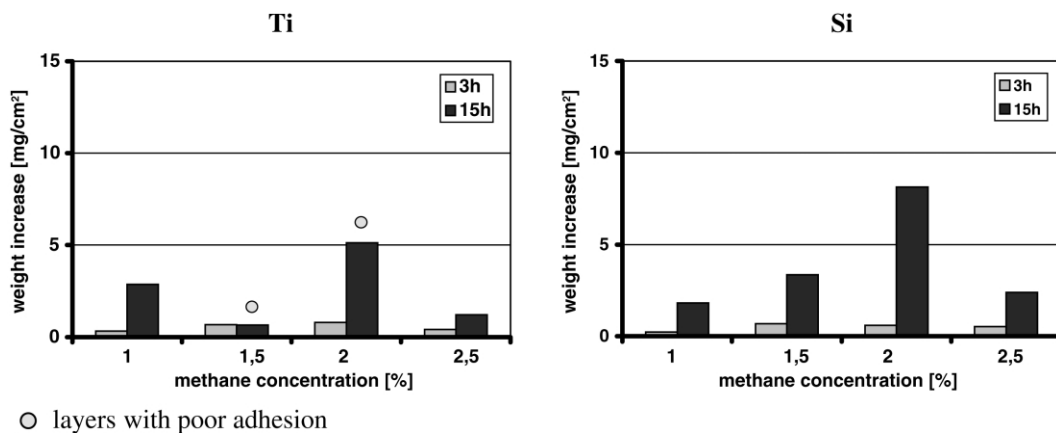 Ti
15
10
5
0
weight increase [mg/cm²]
3h
15h
1
1,5
2
2,5
methane concentration [%]
Si
15
10
5
0
weight increase [mg/cm²]
3h
15h
1
1,5
2
2,5
methane concentration [%]
layers with poor adhesion